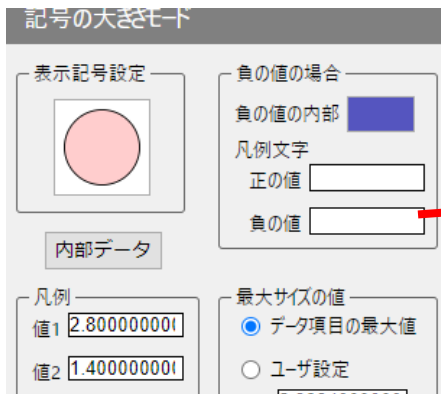 記号の大きさモード
表示記号設定
内部データ
負の値の場合
負の値の内部
凡例文字
正の値
負の値
凡例
値1 2.800000000
値2 1.400000000
最大サイズの値
データ項目の最大値
ユーザ設定